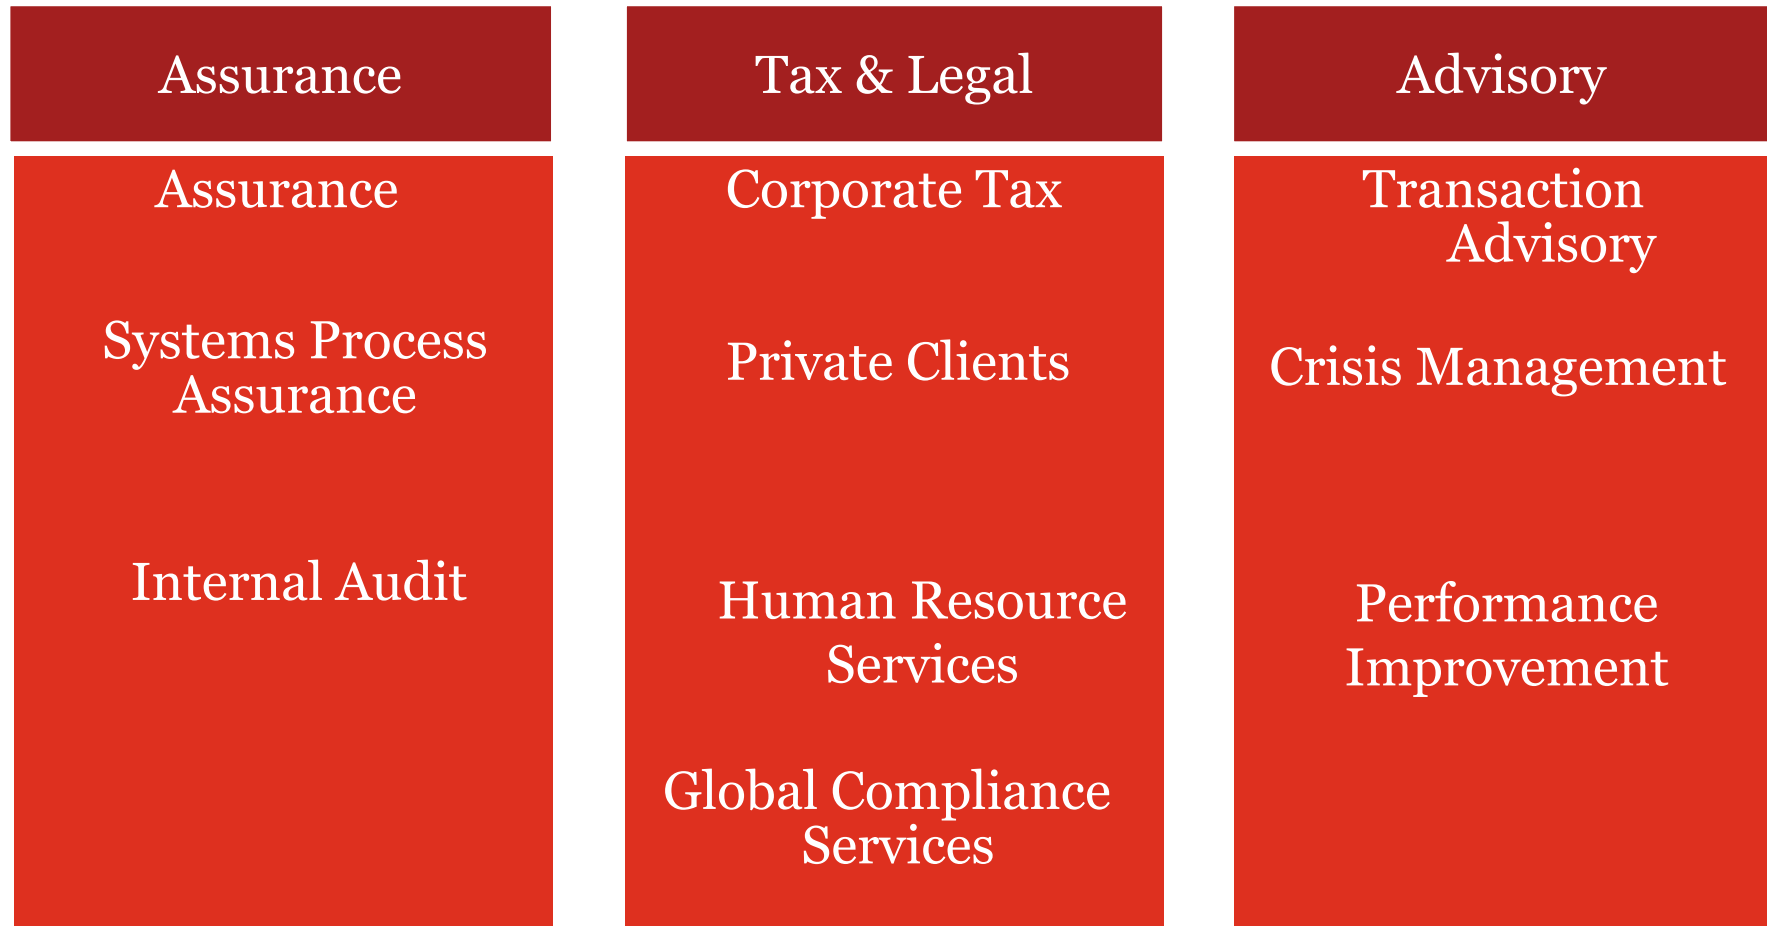 Assurance
Assurance
Systems Process
Assurance
Internal Audit
Tax & Legal
Corporate Tax
Private Clients
Human Resource
Services
Global Compliance
Services
Advisory
Transaction
Advisory
Crisis Management
Performance
Improvement